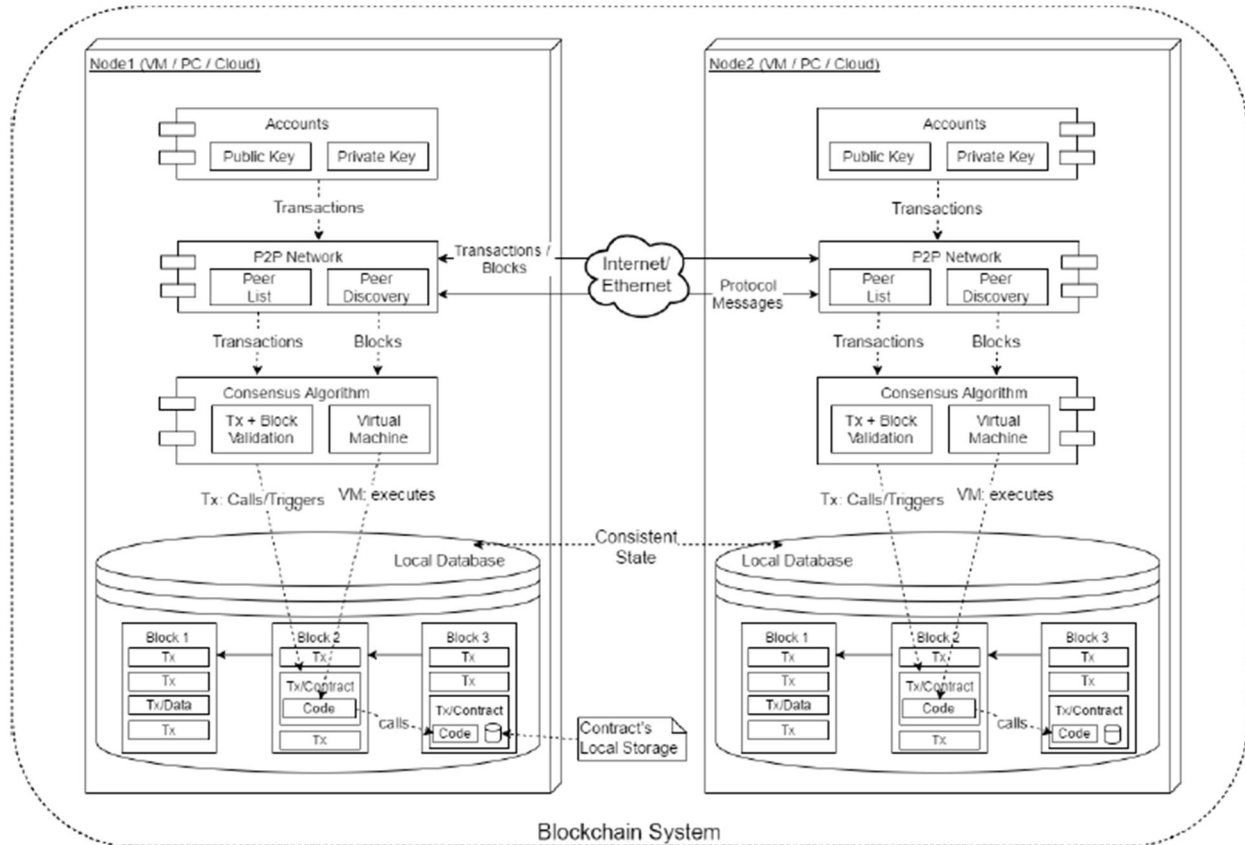 Node1 (VM / PC / Cloud)
Accounts
Public Key
Private Key
Transactions
P2P Network
Peer
List
Peer
Discovery
Transactions
Blocks
Consensus Algorithm
Tx + Block
Validation
Virtual
Machine
Tx: Calls/Triggers
VM: executes
Local Database
Block 1
Tx
Tx
Tx/Data
Tx
Block 2
Tx
Tx/Contract
Code
Tx
calls
Block 3
Tx
Tx
Tx/Contract
Code
Transactions /
Blocks
Internet/
Ethernet
Protocol
Messages
Consistent
State
Contract's
Local Storage
Node2 (VM / PC / Cloud)
Accounts
Public Key
Private Key
Transactions
P2P Network
Peer
List
Peer
Discovery
Transactions
Blocks
Consensus Algorithm
Tx + Block
Validation
Virtual
Machine
Tx: Calls/Triggers
VM: executes
Local Database
Block 1
Tx
Tx
Tx/Data
Tx
Block 2
Tx
Tx/Contract
Code
Tx
calls
Block 3
Tx
Tx
Tx/Contract
Code
Blockchain System